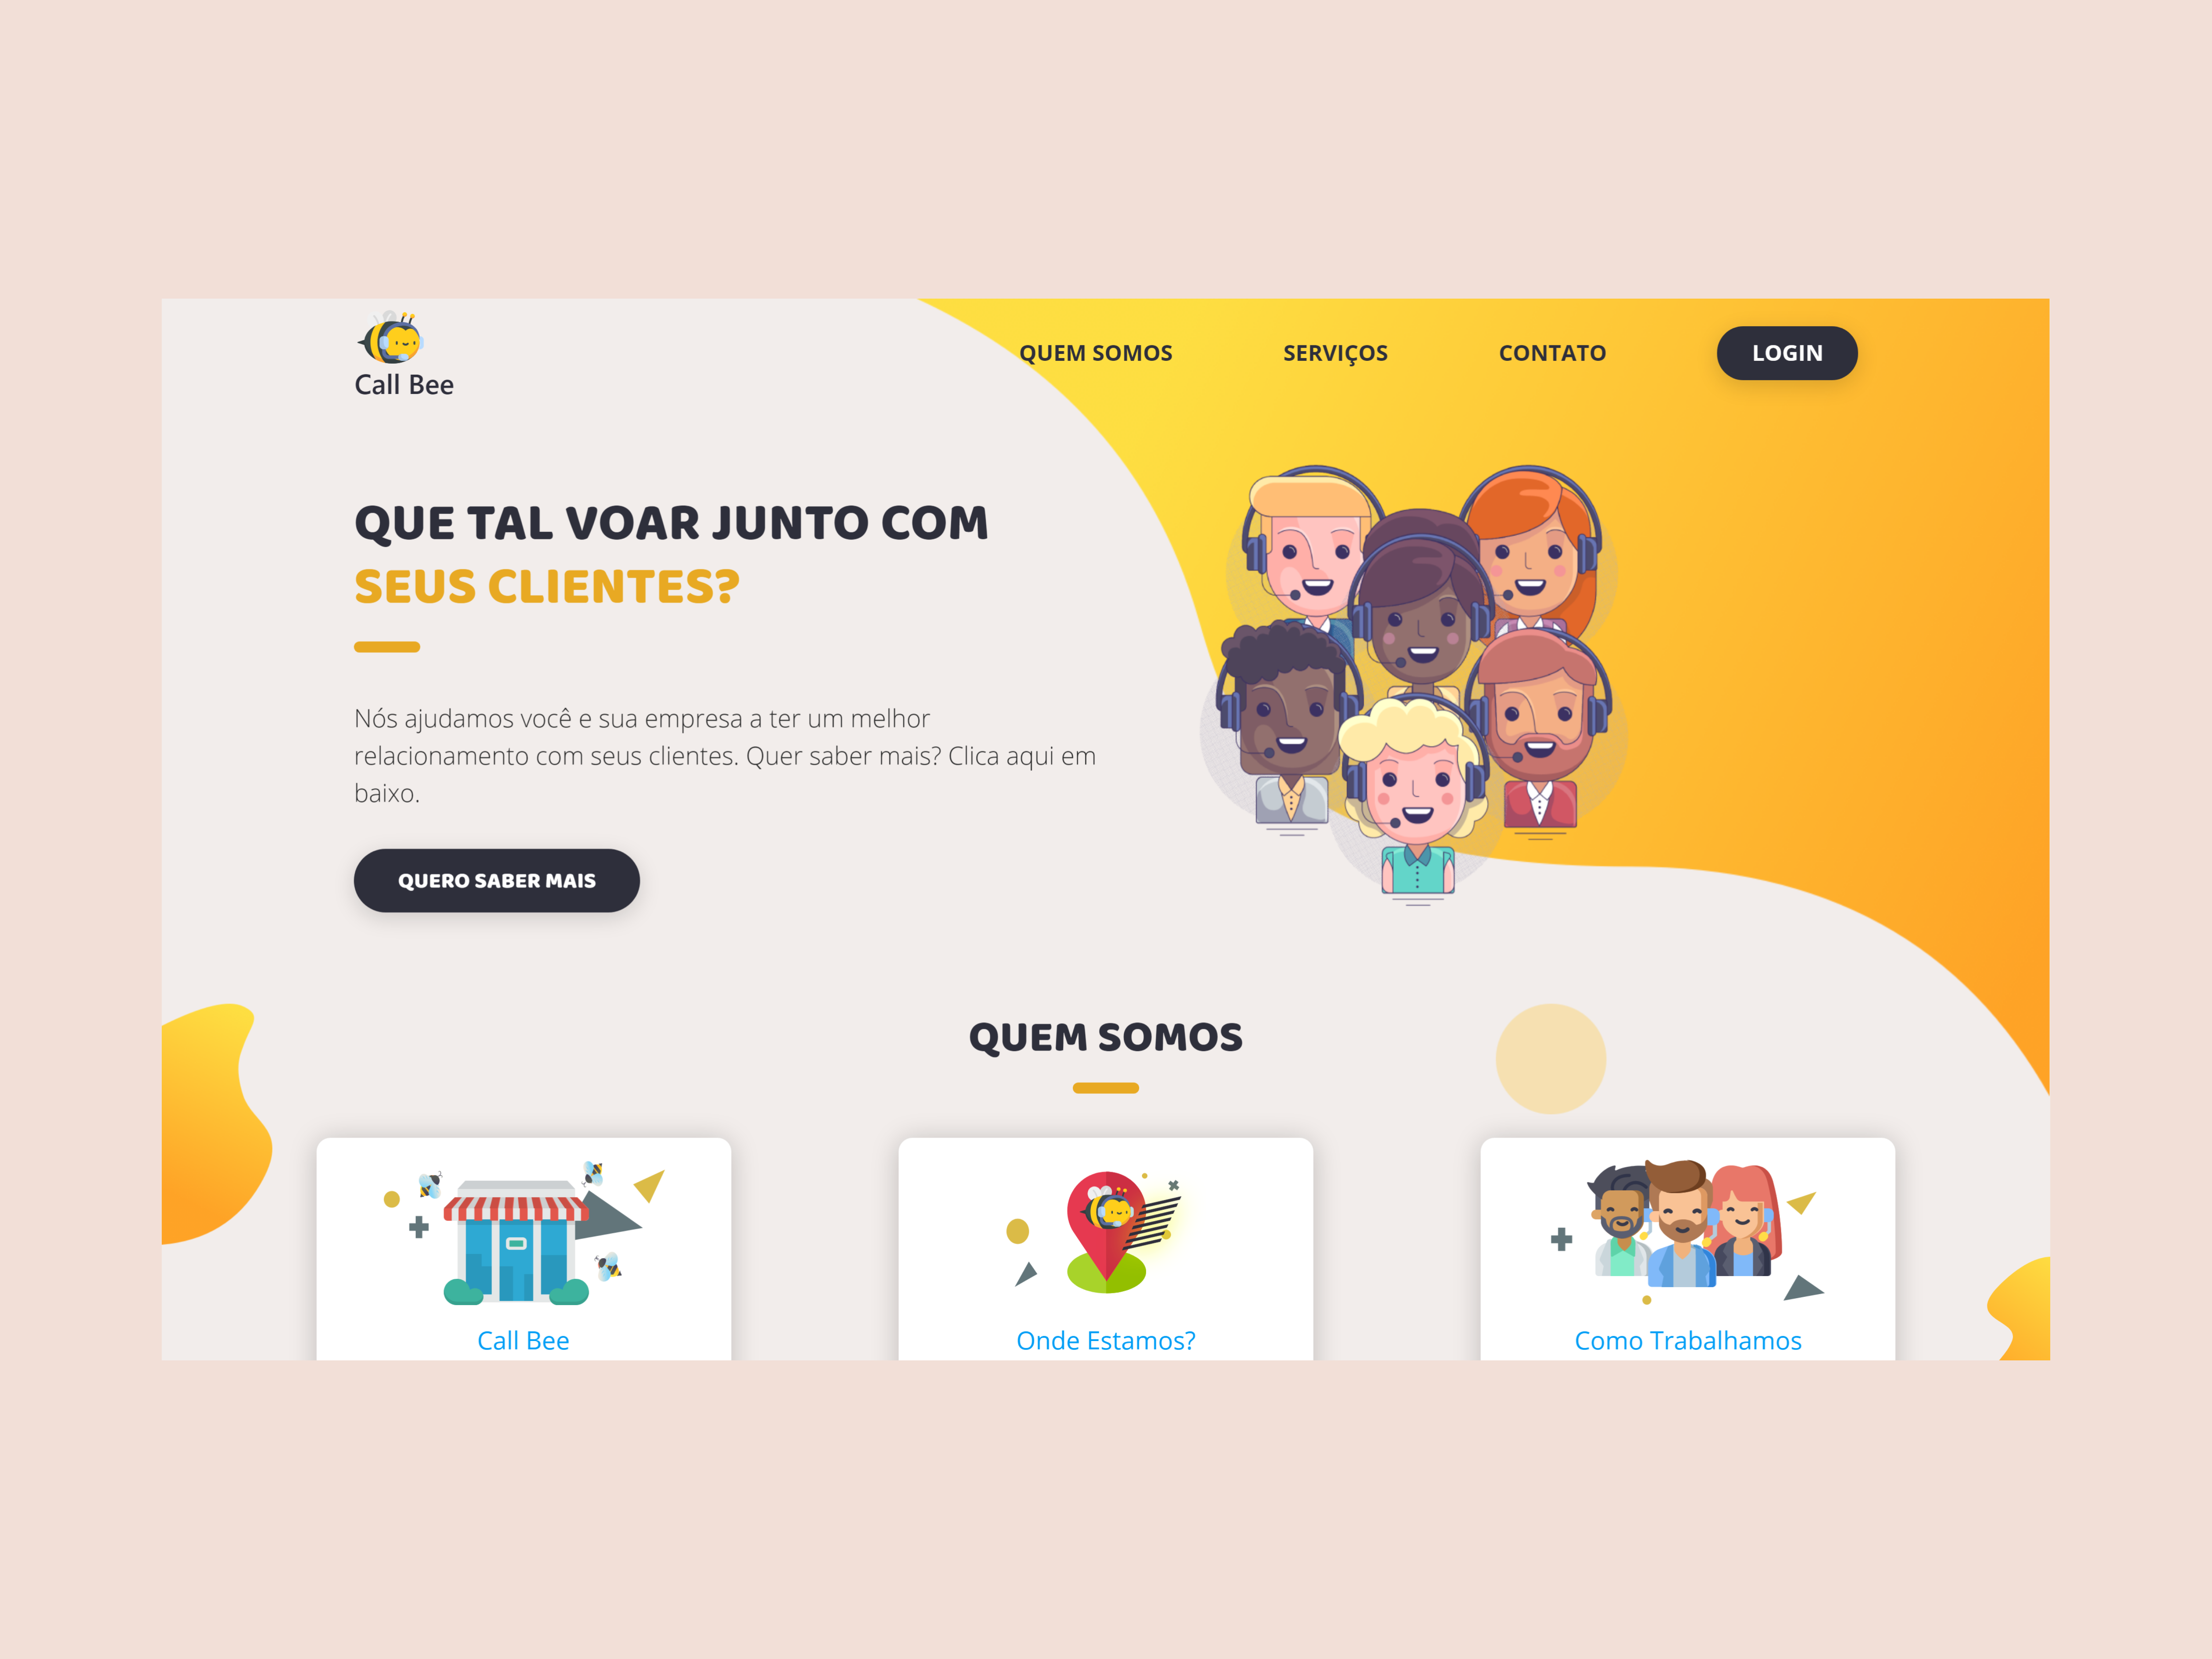 Call Bee
QUEM SOMOS
SERVIÇOS
CONTATO
LOGIN
QUE TAL VOAR JUNTO COM
SEUS CLIENTES?
Nós ajudamos você e sua empresa a ter um melhor
relacionamento com seus clientes. Quer saber mais? Clica aqui em
baixo.
QUERO SABER MAIS
QUEM SOMOS
Call Bee
Onde Estamos?
Como Trabalhamos